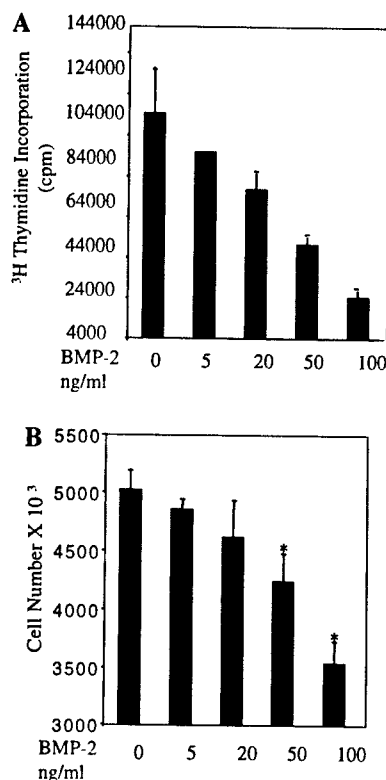 A
144000
124000
104000
84000
64000
44000
24000
4000
³H Thymidine Incorporation
(cpm)
BMP-2
ng/ml
0 5 20 50 100
B
5500
5000
4500
4000
3500
3000
Cell Number X 10⁻³
* *
BMP-2
ng/ml
0 5 20 50 100